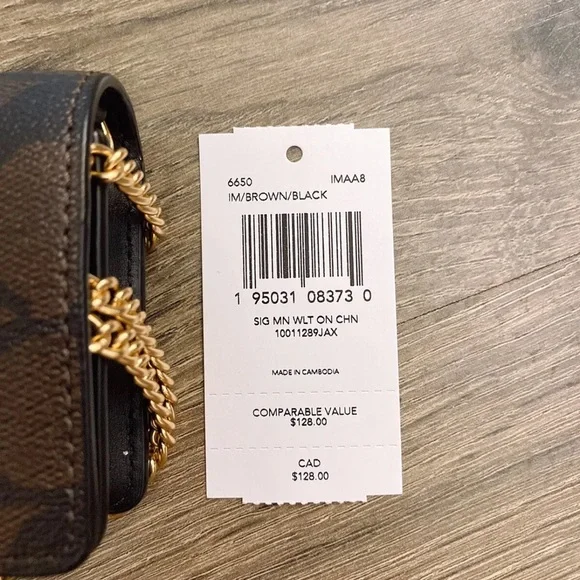 6650 IMAA8
IM/BROWN/BLACK
1 95031 08373 0
SIG MN WLT ON CHN
10011289JAX
MADE IN CAMBODIA
COMPARABLE VALUE
$128.00
CAD
$128.00